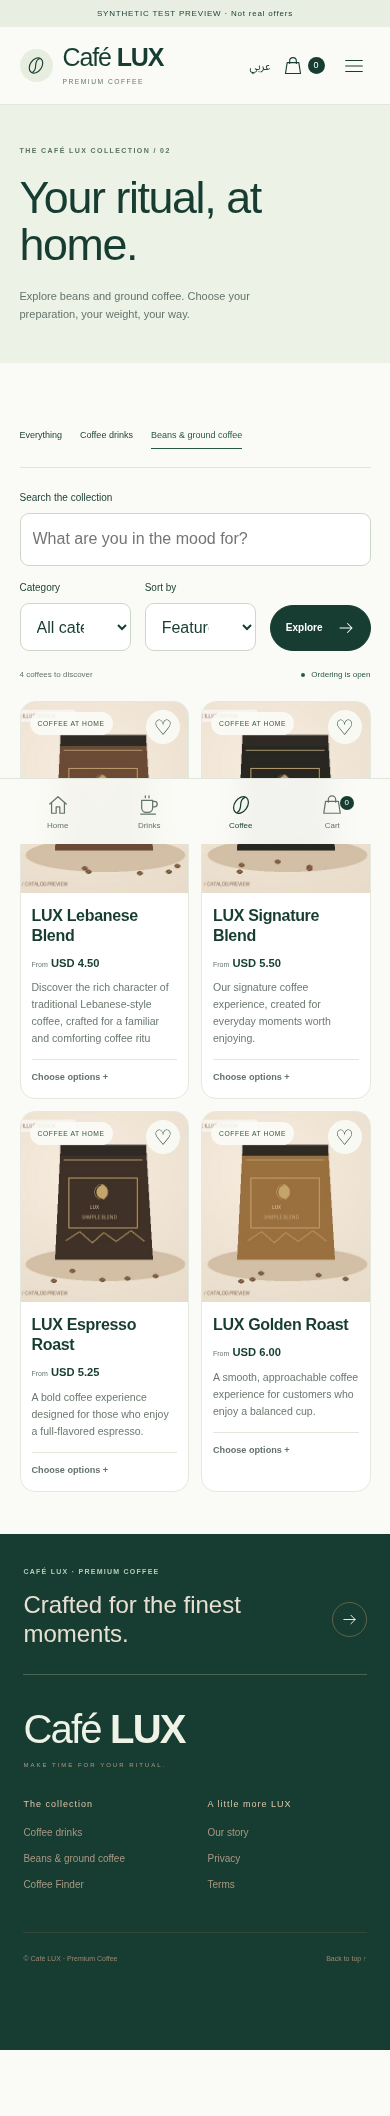 SYNTHETIC TEST PREVIEW · Not real offers
Café LUX
PREMIUM COFFEE
عربي
0
THE CAFÉ LUX COLLECTION / 02
Your ritual, at
home.
Explore beans and ground coffee. Choose your
preparation, your weight, your way.
Everything
Coffee drinks
Beans & ground coffee
Search the collection
What are you in the mood for?
Category
Sort by
All cate
Featur
Explore
4 coffees to discover
Ordering is open
COFFEE AT HOME
COFFEE AT HOME
Home
Drinks
Coffee
0
Cart
/ CATALOG PREVIEW
/ CATALOG PREVIEW
LUX Lebanese
Blend
From USD 4.50
Discover the rich character of
traditional Lebanese-style
coffee, crafted for a familiar
and comforting coffee ritu
Choose options +
LUX Signature
Blend
From USD 5.50
Our signature coffee
experience, created for
everyday moments worth
enjoying.
Choose options +
COFFEE AT HOME
LUX
SAMPLE BLEND
/ CATALOG PREVIEW
COFFEE AT HOME
LUX
SAMPLE BLEND
/ CATALOG PREVIEW
LUX Espresso
Roast
From USD 5.25
A bold coffee experience
designed for those who enjoy
a full-flavored espresso.
Choose options +
LUX Golden Roast
From USD 6.00
A smooth, approachable coffee
experience for customers who
enjoy a balanced cup.
Choose options +
CAFÉ LUX · PREMIUM COFFEE
Crafted for the finest
moments.
Café LUX
MAKE TIME FOR YOUR RITUAL.
The collection
Coffee drinks
Beans & ground coffee
Coffee Finder
A little more LUX
Our story
Privacy
Terms
© Café LUX · Premium Coffee
Back to top ↑